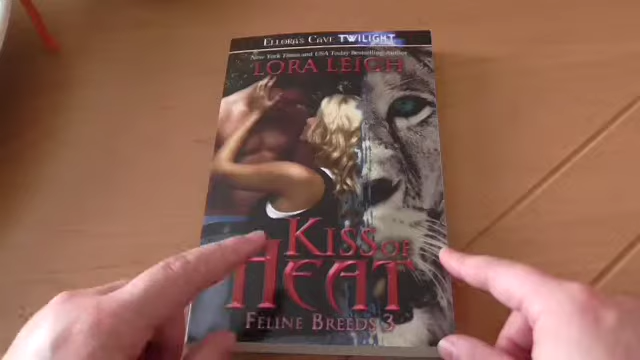 ELLORA'S CAVE TWILIGHT
New York Times and USA Today Bestselling Author
LORA LEIGH
KISS OF
HEAT
FELINE BREEDS 3